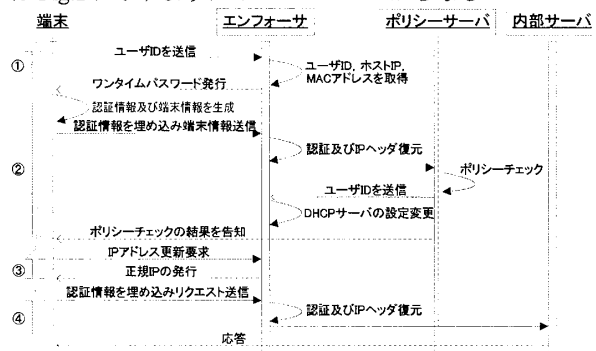 端末 エンフォーサ ポリシーサーバ 内部サーバ
ユーザIDを送信
①
ユーザID, ホストIP,
MACアドレスを取得
ワンタイムパスワード発行
認証情報及び端末情報を生成
認証情報を埋め込み端末情報送信
認証及びIPヘッダ復元
②
ポリシーチェック
ユーザIDを送信
DHCPサーバの設定変更
ポリシーチェックの結果を告知
IPアドレス更新要求
③
正規IPの発行
認証情報を埋め込みリクエスト送信
④
認証及びIPヘッダ復元
応答